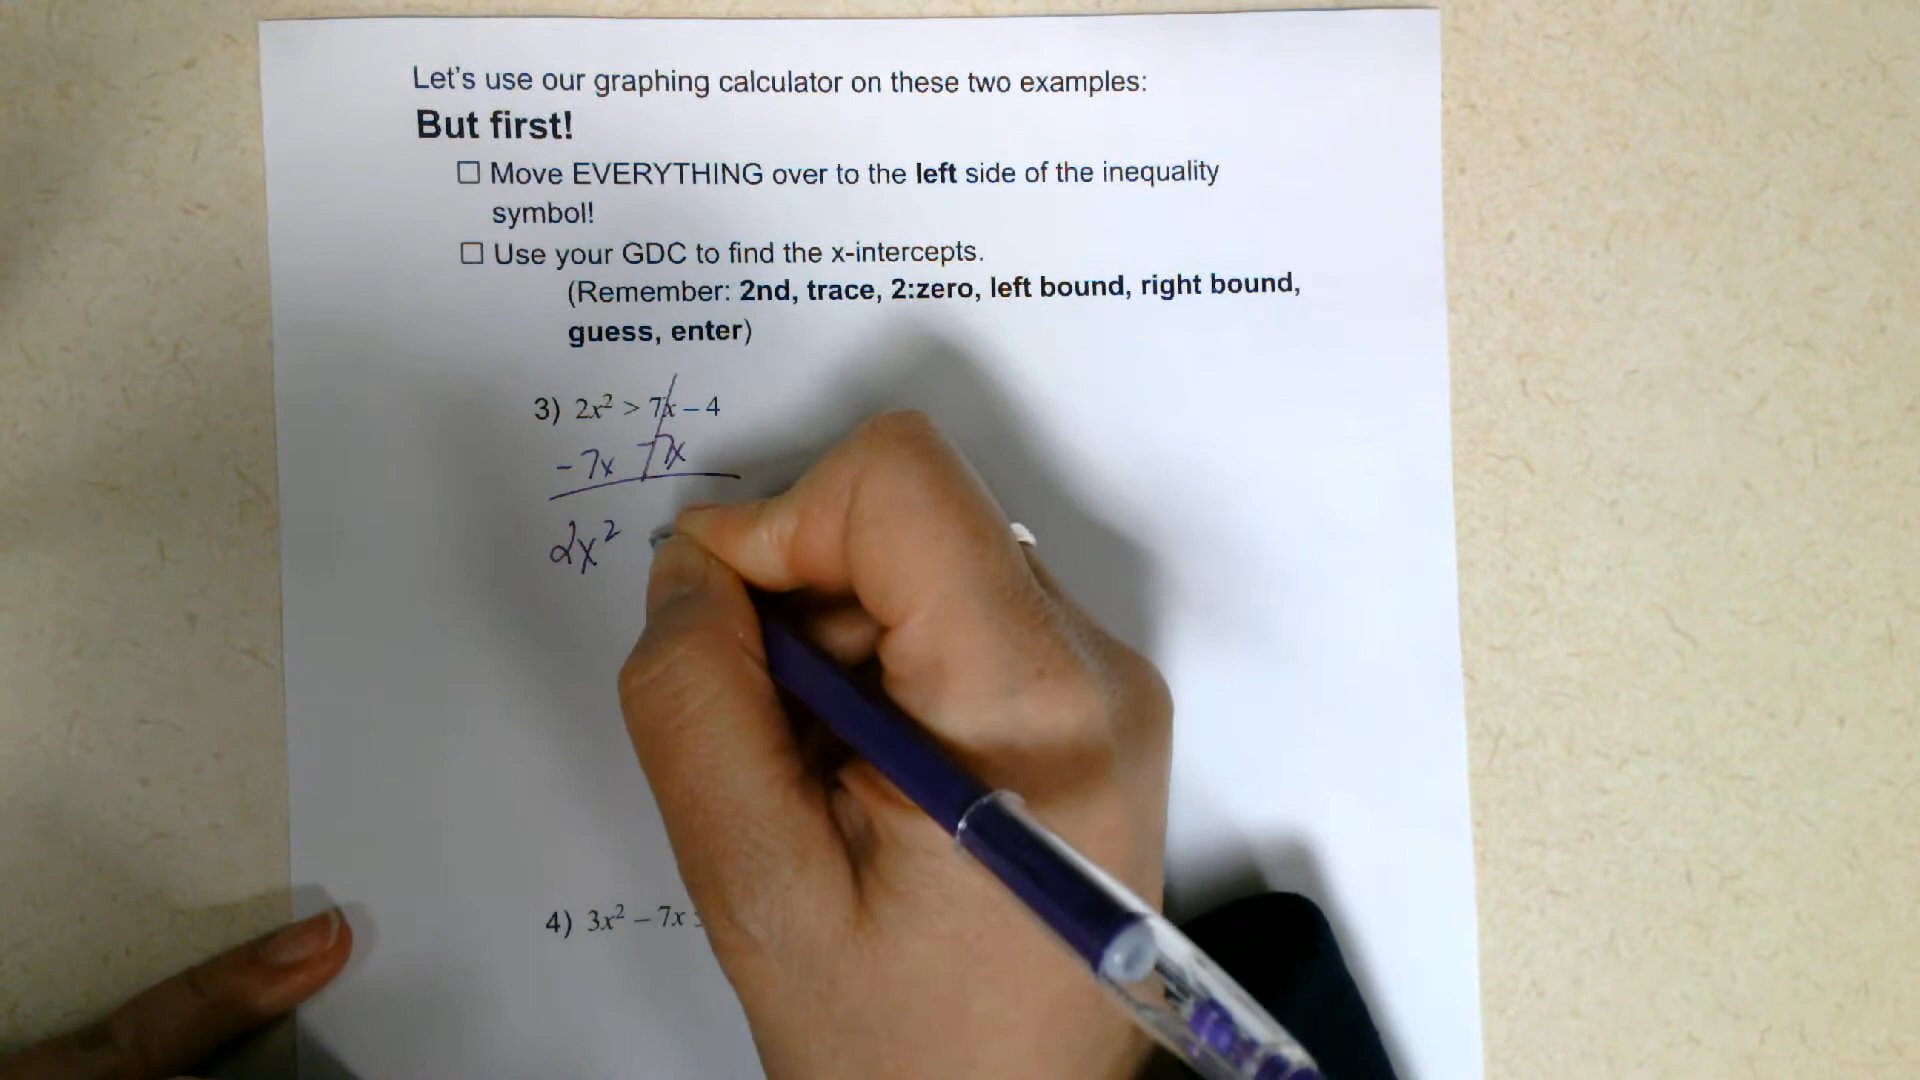 Let's use our graphing calculator on these two examples:
But first!
☐ Move EVERYTHING over to the left side of the inequality
symbol!
☐ Use your GDC to find the x-intercepts.
(Remember: 2nd, trace, 2:zero, left bound, right bound,
guess, enter)
3) 2x² > 7x – 4
-7x -7x
2x²
4) 3x² – 7x